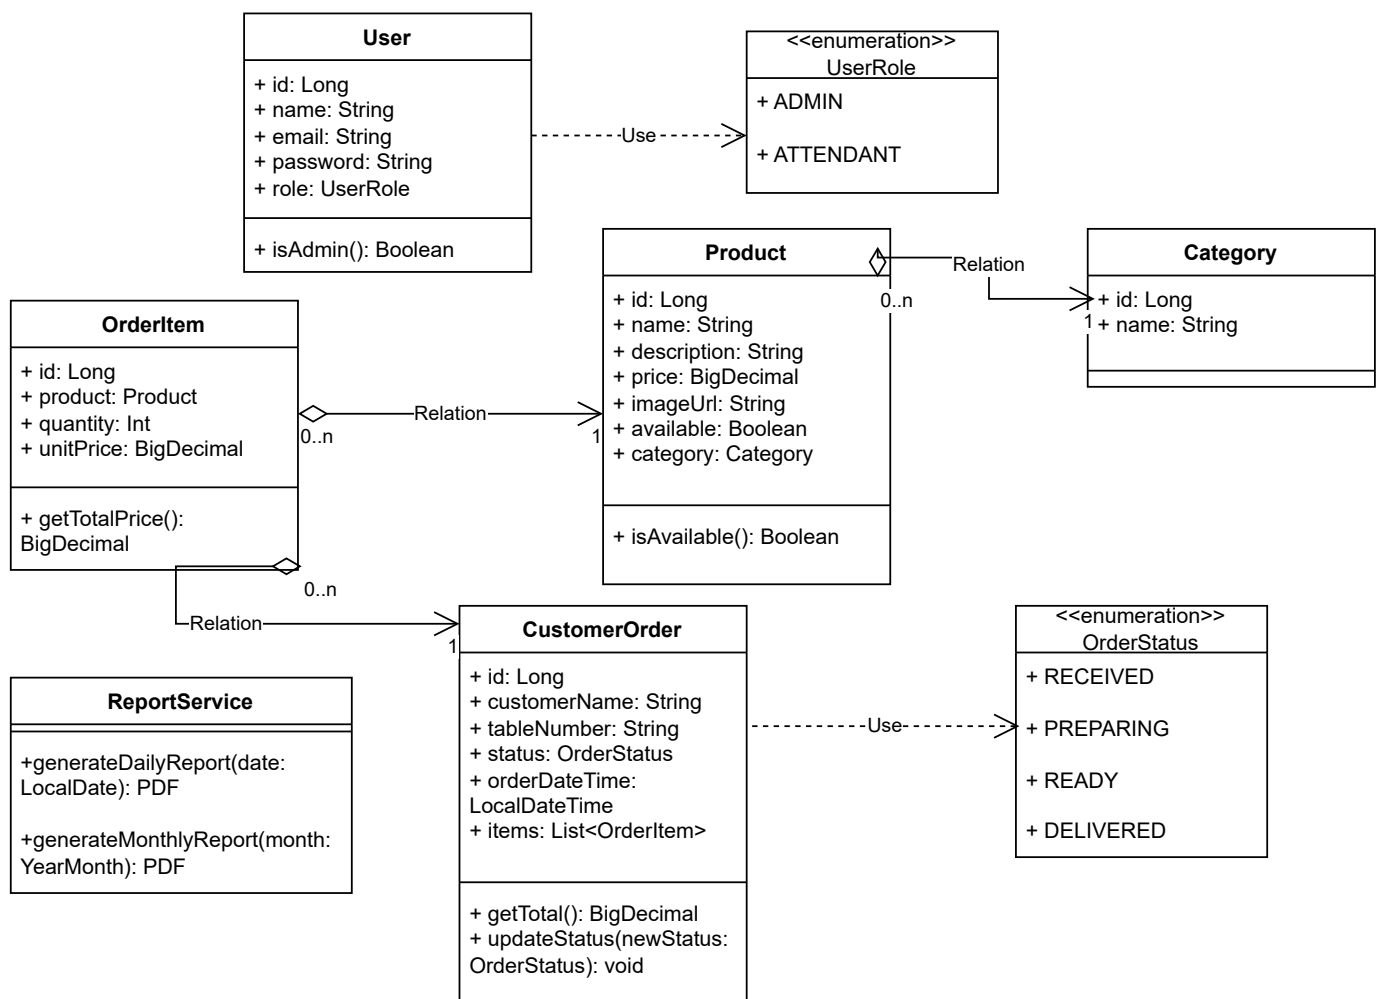 User
+ id: Long
+ name: String
+ email: String
+ password: String
+ role: UserRole
+ isAdmin(): Boolean
Use
<<enumeration>>
UserRole
+ ADMIN
+ ATTENDANT
OrderItem
+ id: Long
+ product: Product
+ quantity: Int
+ unitPrice: BigDecimal
+ getTotalPrice():
BigDecimal
0..n
Relation
1
Product
+ id: Long
+ name: String
+ description: String
+ price: BigDecimal
+ imageUrl: String
+ available: Boolean
+ category: Category
+ isAvailable(): Boolean
0..n
Relation
1
Category
+ id: Long
+ name: String
0..n
Relation
1
ReportService
+generateDailyReport(date:
LocalDate): PDF
+generateMonthlyReport(month:
YearMonth): PDF
CustomerOrder
+ id: Long
+ customerName: String
+ tableNumber: String
+ status: OrderStatus
+ orderDateTime:
LocalDateTime
+ items: List<OrderItem>
+ getTotal(): BigDecimal
+ updateStatus(newStatus:
OrderStatus): void
Use
<<enumeration>>
OrderStatus
+ RECEIVED
+ PREPARING
+ READY
+ DELIVERED